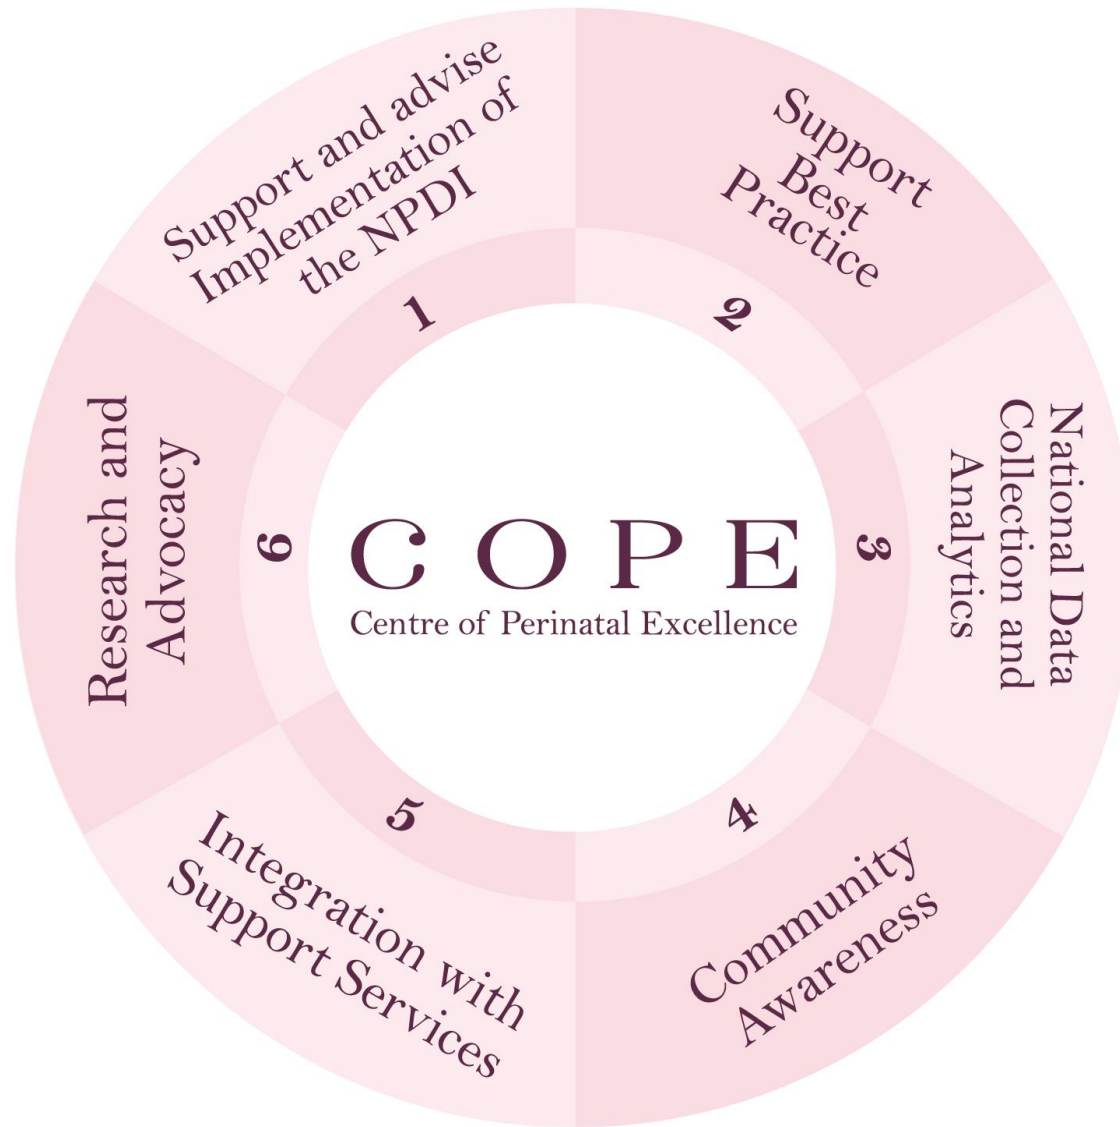 Support and advise
Implementation of
the NPDI
1
Support
Best
Practice
2
National Data
Collection and
Analytics
3
Community
Awareness
4
Integration with
Support Services
5
Research and
Advocacy
6
COPE
Centre of Perinatal Excellence